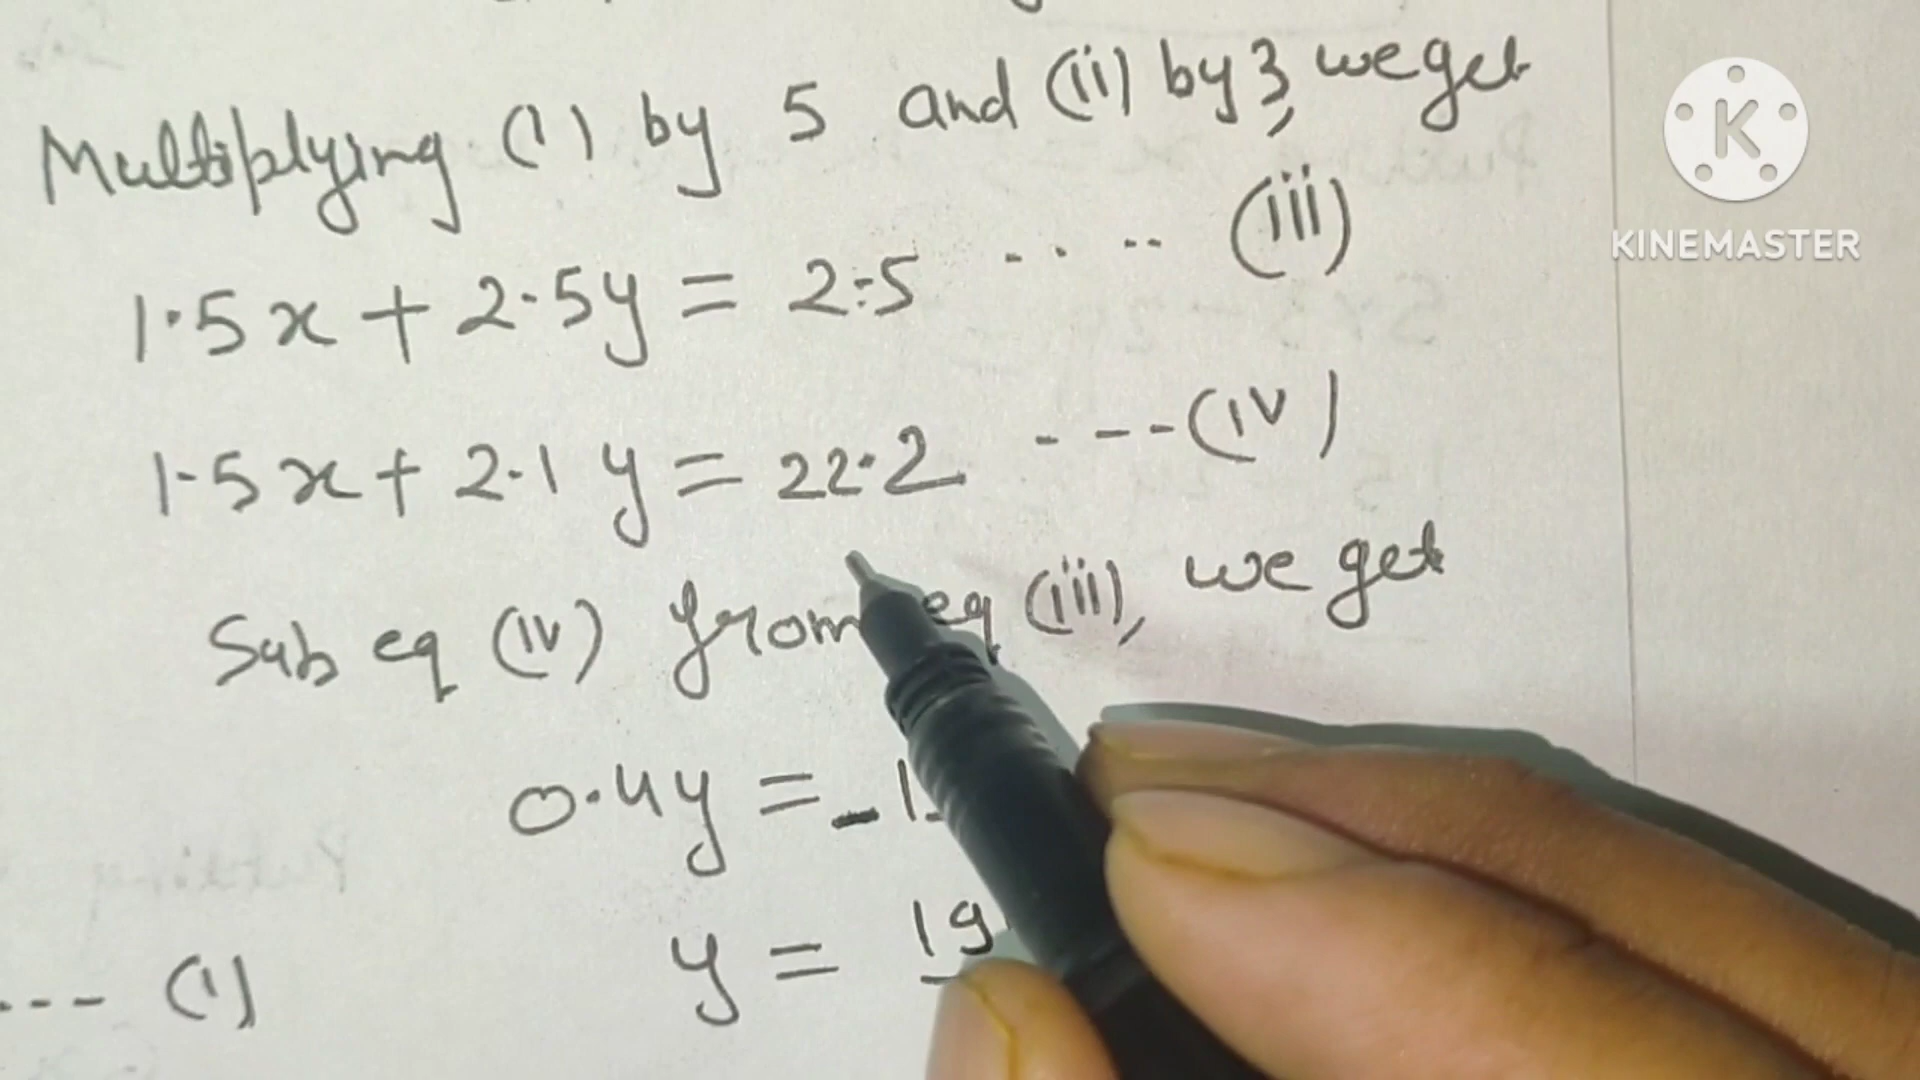 Multiplying (i) by 5 and (ii) by 3, we get
1.5x + 2.5y = 2.5 ..... (iii)
1.5x + 2.1y = 22.2 ----(iv)
Sub eq (iv) from eq (iii), we get
0.4y = -1
y = 19
--- (i)
K
KINEMASTER